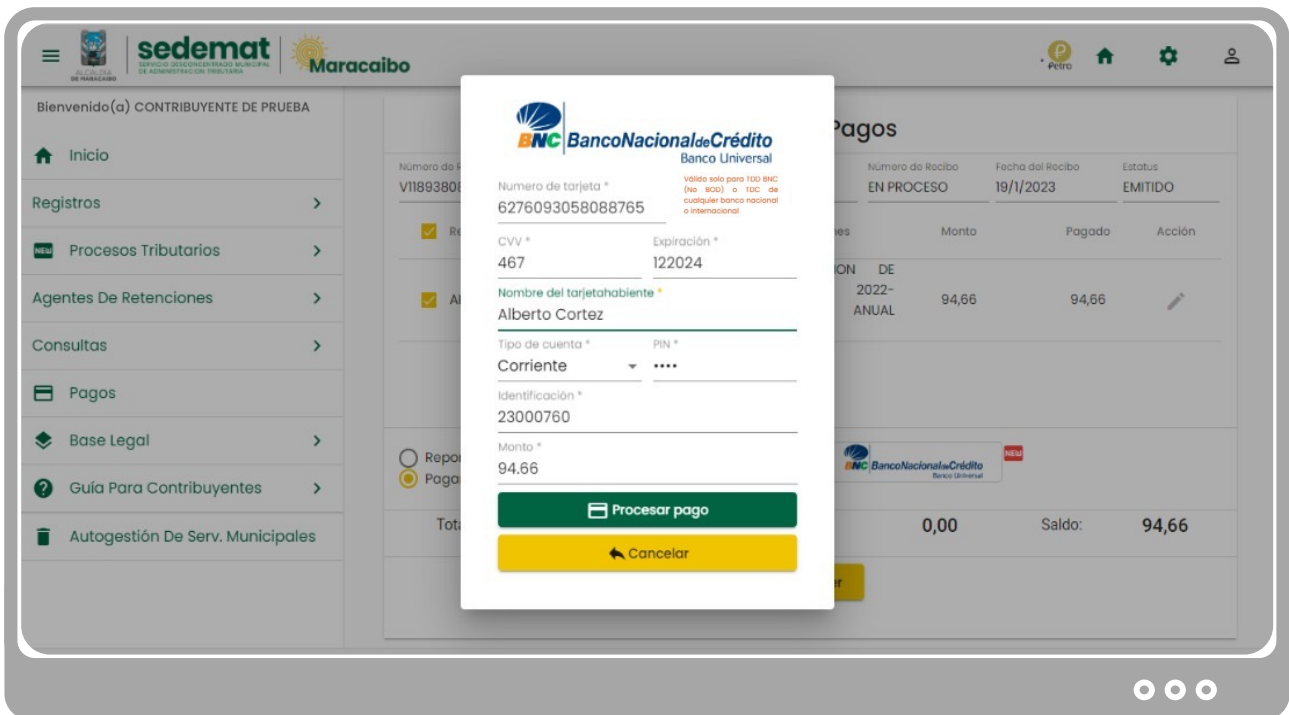 ALCALDÍA
DE MARACAIBO
sedemat
SERVICIO DESCONCENTRADO MUNICIPAL
DE ADMINISTRACIÓN TRIBUTARIA
Maracaibo
Petro
Bienvenido(a) CONTRIBUYENTE DE PRUEBA
Inicio
Registros
NEW Procesos Tributarios
Agentes De Retenciones
Consultas
Pagos
Base Legal
Guía Para Contribuyentes
Autogestión De Serv. Municipales
Pagos
Número de Recibo
Fecha del Recibo
Estatus
EN PROCESO
19/1/2023
EMITIDO
Monto
Pagado
Acción
DE
2022-
ANUAL
94,66
94,66
BNC BancoNacionaldeCrédito
Banco Universal
NEW
0,00
Saldo:
94,66
BNC BancoNacionaldeCrédito
Banco Universal
Válido solo para TDD BNC
(No BOD) o TDC de
cualquier banco nacional
o internacional
Numero de tarjeta *
6276093058088765
CVV *
Expiración *
467
122024
Nombre del tarjetahabiente *
Alberto Cortez
Tipo de cuenta *
PIN *
Corriente
••••
Identificación *
23000760
Monto *
94.66
Procesar pago
Cancelar